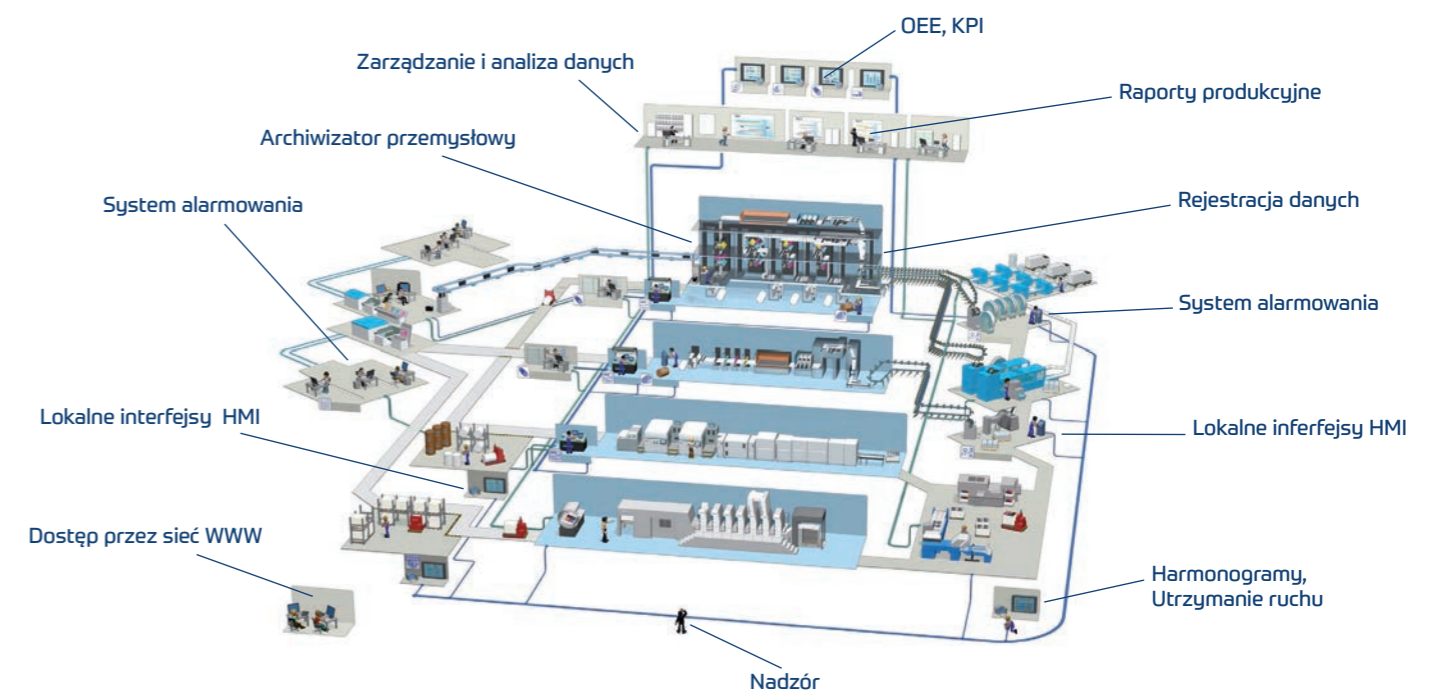 OEE, KPI
Zarządzanie i analiza danych
Raporty produkcyjne
Archiwizator przemysłowy
System alarmowania
Rejestracja danych
System alarmowania
Lokalne interfejsy HMI
Lokalne inferfejsy HMI
Dostęp przez sieć WWW
Harmonogramy,
Utrzymanie ruchu
Nadzór